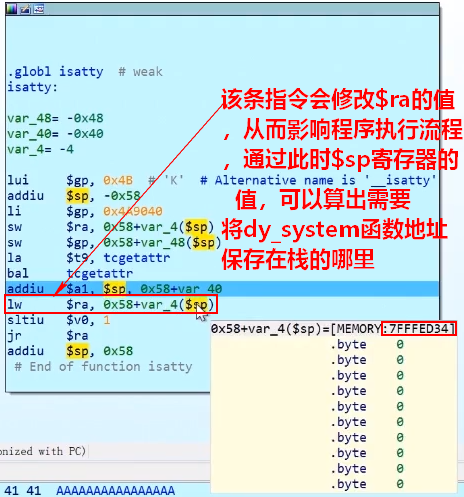 .globl isatty  # weak
isatty:
var_48= -0x48
var_40= -0x40
var_4= -4
lui     $gp, 0x4B  # 'K'  # Alternative name is '__isatty'
addiu   $sp, -0x58
li      $gp, 0x4A9040
sw      $ra, 0x58+var_4($sp)
sw      $gp, 0x58+var_48($sp)
la      $t9, tcgetattr
bal     tcgetattr
addiu   $a1, $sp, 0x58+var_40
lw      $ra, 0x58+var_4($sp)
sltiu   $v0, 1
jr      $ra
addiu   $sp, 0x58
# End of function isatty
该条指令会修改$ra的值
，从而影响程序执行流程
，通过此时$sp寄存器的
值，可以算出需要
将dy_system函数地址
保存在栈的哪里
0x58+var_4($sp)=[MEMORY:7FFFED34]
.byte    0
.byte    0
.byte    0
.byte    0
.byte    0
.byte    0
.byte    0
.byte    0
.byte    0
.byte    0
onized with PC)
41 41  AAAAAAAAAAAAAAAA